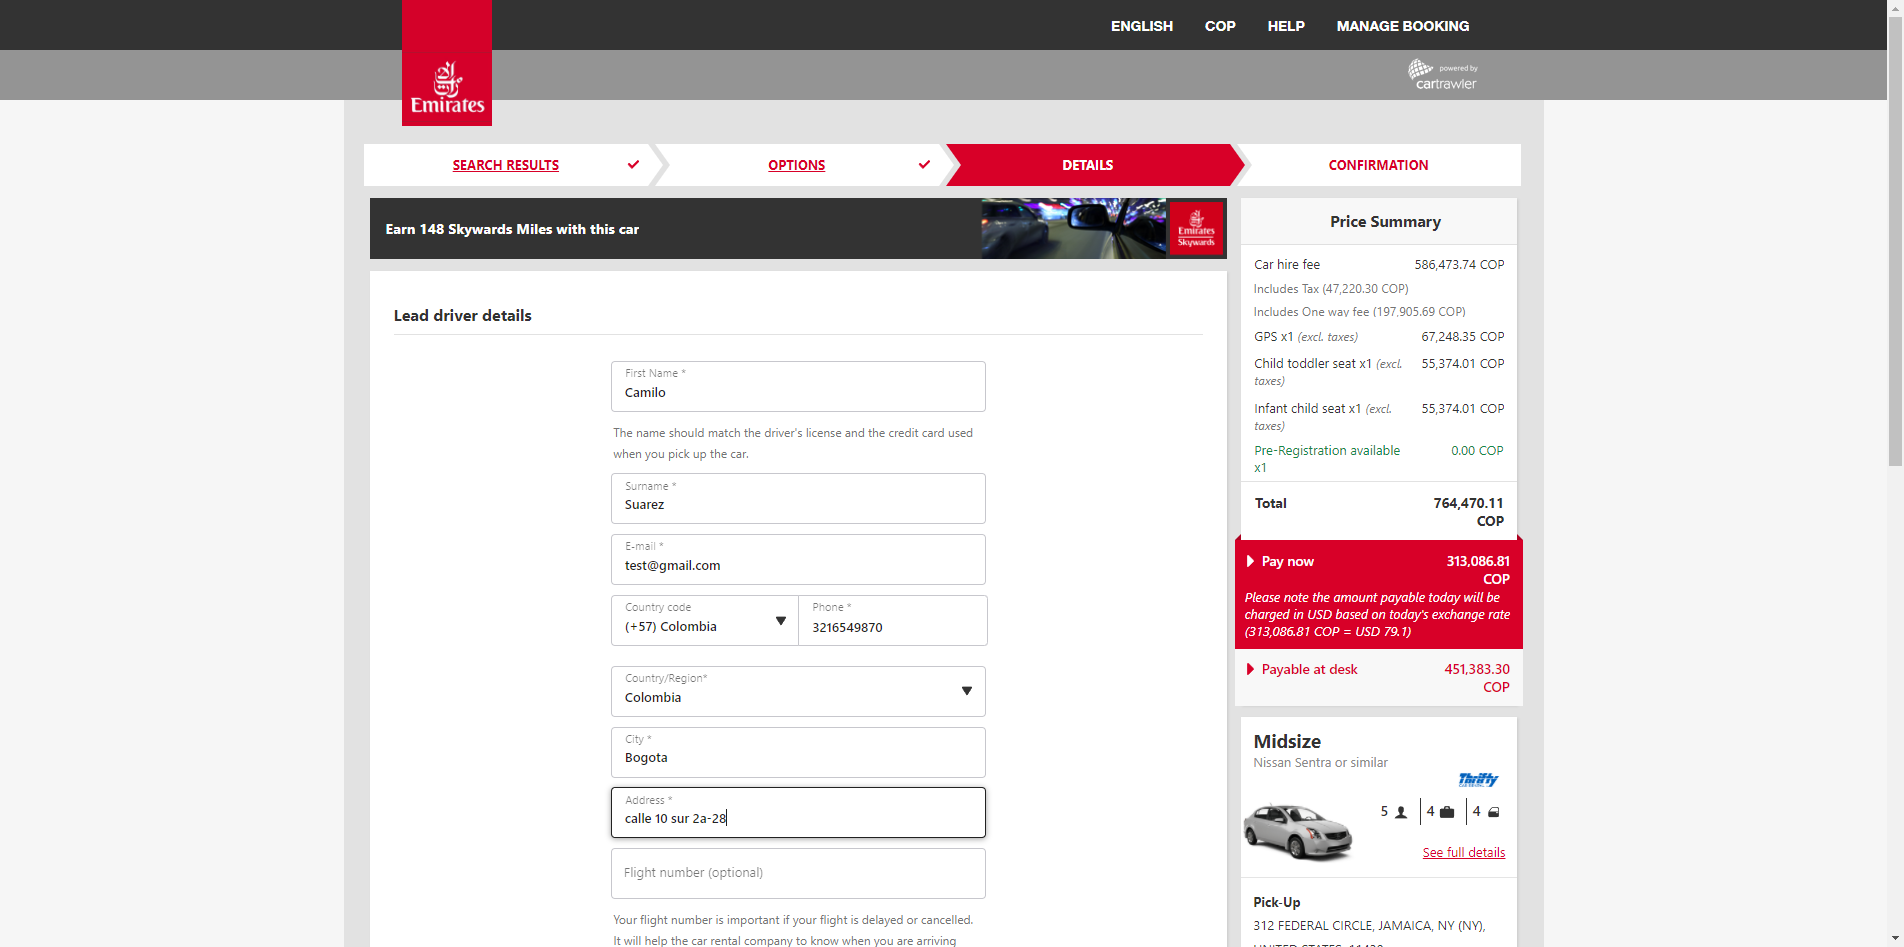 ENGLISH COP HELP MANAGE BOOKING
powered by
cartrawler
Emirates
SEARCH RESULTS OPTIONS DETAILS CONFIRMATION
Earn 148 Skywards Miles with this car
Emirates
Skywards
Lead driver details
First Name *
Camilo
The name should match the driver's license and the credit card used
when you pick up the car.
Surname *
Suarez
E-mail *
test@gmail.com
Country code
(+57) Colombia
Phone *
3216549870
Country/Region*
Colombia
City *
Bogota
Address *
calle 10 sur 2a-28
Flight number (optional)
Your flight number is important if your flight is delayed or cancelled.
It will help the car rental company to know when you are arriving
Price Summary
Car hire fee 586,473.74 COP
Includes Tax (47,220.30 COP)
Includes One way fee (197,905.69 COP)
GPS x1 (excl. taxes) 67,248.35 COP
Child toddler seat x1 (excl. 55,374.01 COP
taxes)
Infant child seat x1 (excl. 55,374.01 COP
taxes)
Pre-Registration available 0.00 COP
x1
Total 764,470.11
COP
Pay now 313,086.81
COP
Please note the amount payable today will be
charged in USD based on today's exchange rate
(313,086.81 COP = USD 79.1)
Payable at desk 451,383.30
COP
Midsize
Nissan Sentra or similar
Thrifty
5 4 4
See full details
Pick-Up
312 FEDERAL CIRCLE, JAMAICA, NY (NY),